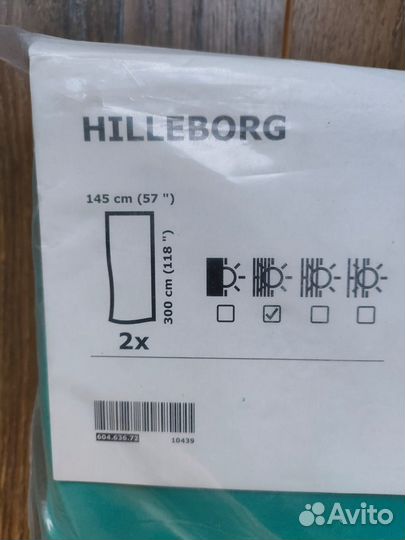 HILLEBORG
145 cm (57 ")
300 cm (118 ")
2x
604.636.72 10439
Avito